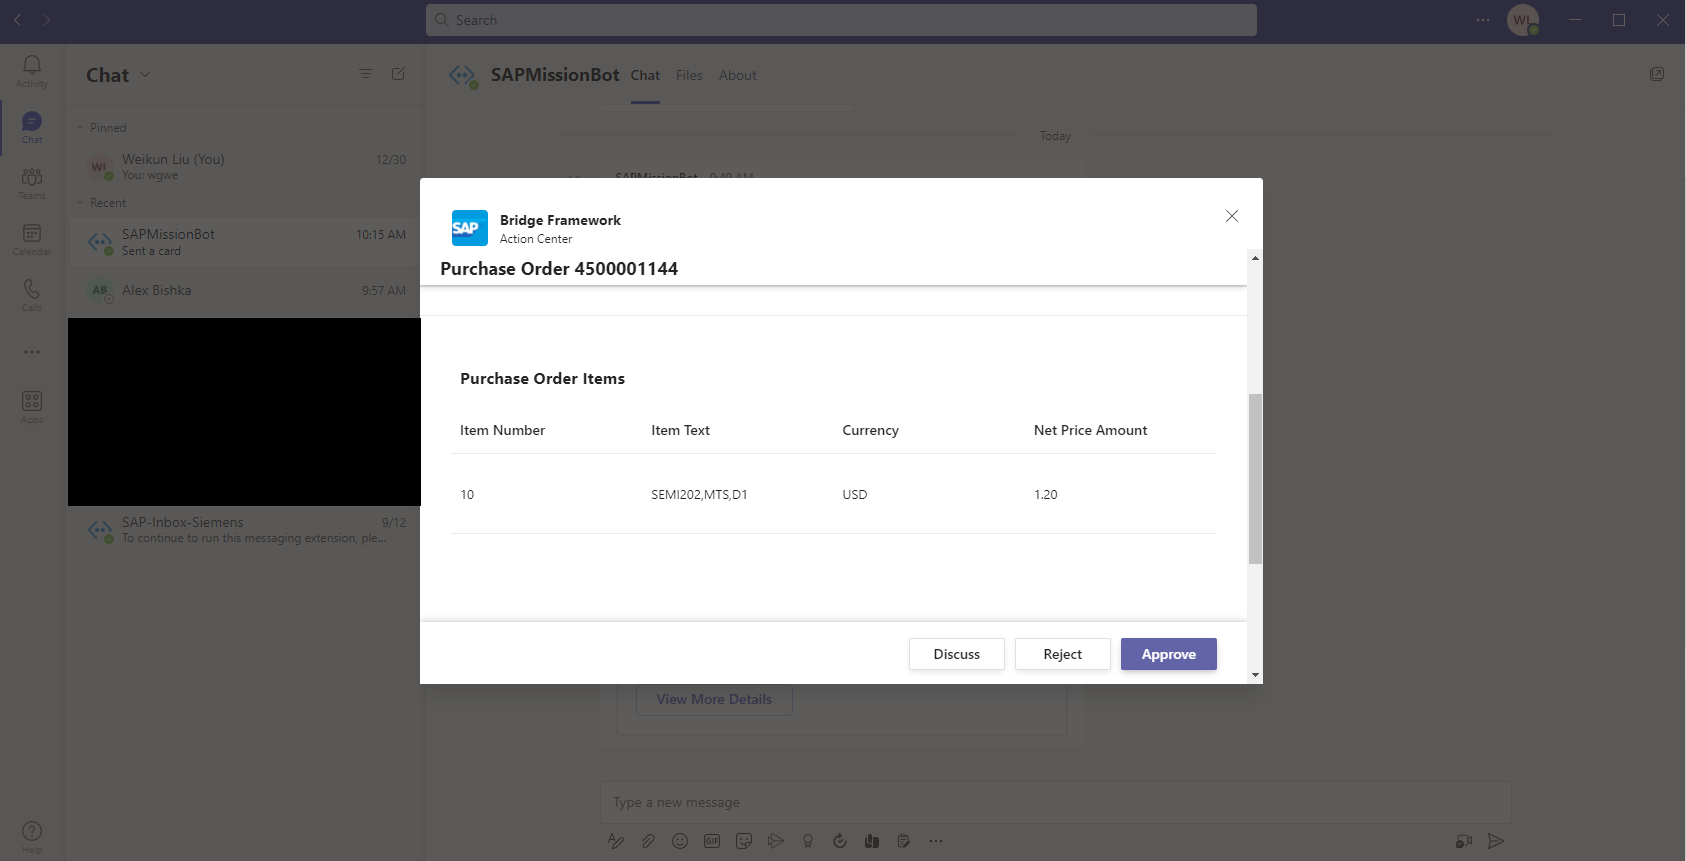 Search
WL
Activity
Chat
Teams
Calendar
Calls
Apps
Help
Chat
Pinned
WL
Weikun Liu (You)
12/30
You: wgwe
Recent
SAPMissionBot
10:15 AM
Sent a card
AB
Alex Bishka
9:57 AM
SAP-Inbox-Siemens
9/12
To continue to run this messaging extension, ple...
SAPMissionBot Chat Files About
Today
SAPMissionBot 9:49 AM
SAP
Bridge Framework
Action Center
Purchase Order 4500001144
Purchase Order Items
Item Number Item Text Currency Net Price Amount
10 SEMI202,MTS,D1 USD 1.20
Discuss Reject Approve
View More Details
Type a new message
GIF